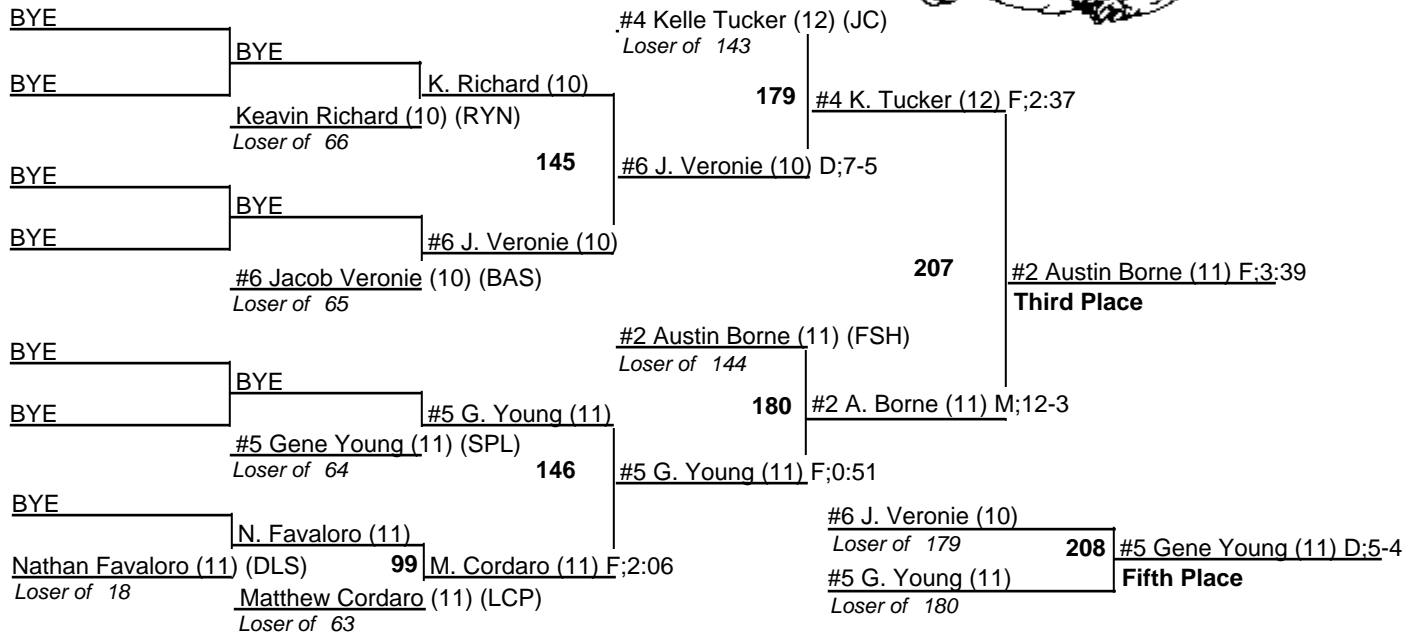 BYE
#4 Kelle Tucker (12) (JC)
Loser of 143
BYE
BYE
K. Richard (10)
179
#4 K. Tucker (12) F;2:37
Keavin Richard (10) (RYN)
Loser of 66
145
#6 J. Veronie (10) D;7-5
BYE
BYE
BYE
#6 J. Veronie (10)
207
#2 Austin Borne (11) F;3:39
Third Place
#6 Jacob Veronie (10) (BAS)
Loser of 65
#2 Austin Borne (11) (FSH)
Loser of 144
BYE
BYE
BYE
#5 G. Young (11)
180
#2 A. Borne (11) M;12-3
#5 Gene Young (11) (SPL)
Loser of 64
146
#5 G. Young (11) F;0:51
BYE
N. Favaloro (11)
#6 J. Veronie (10)
Loser of 179
208
#5 Gene Young (11) D;5-4
Fifth Place
Nathan Favaloro (11) (DLS)
Loser of 18
99
M. Cordaro (11) F;2:06
#5 G. Young (11)
Loser of 180
Matthew Cordaro (11) (LCP)
Loser of 63